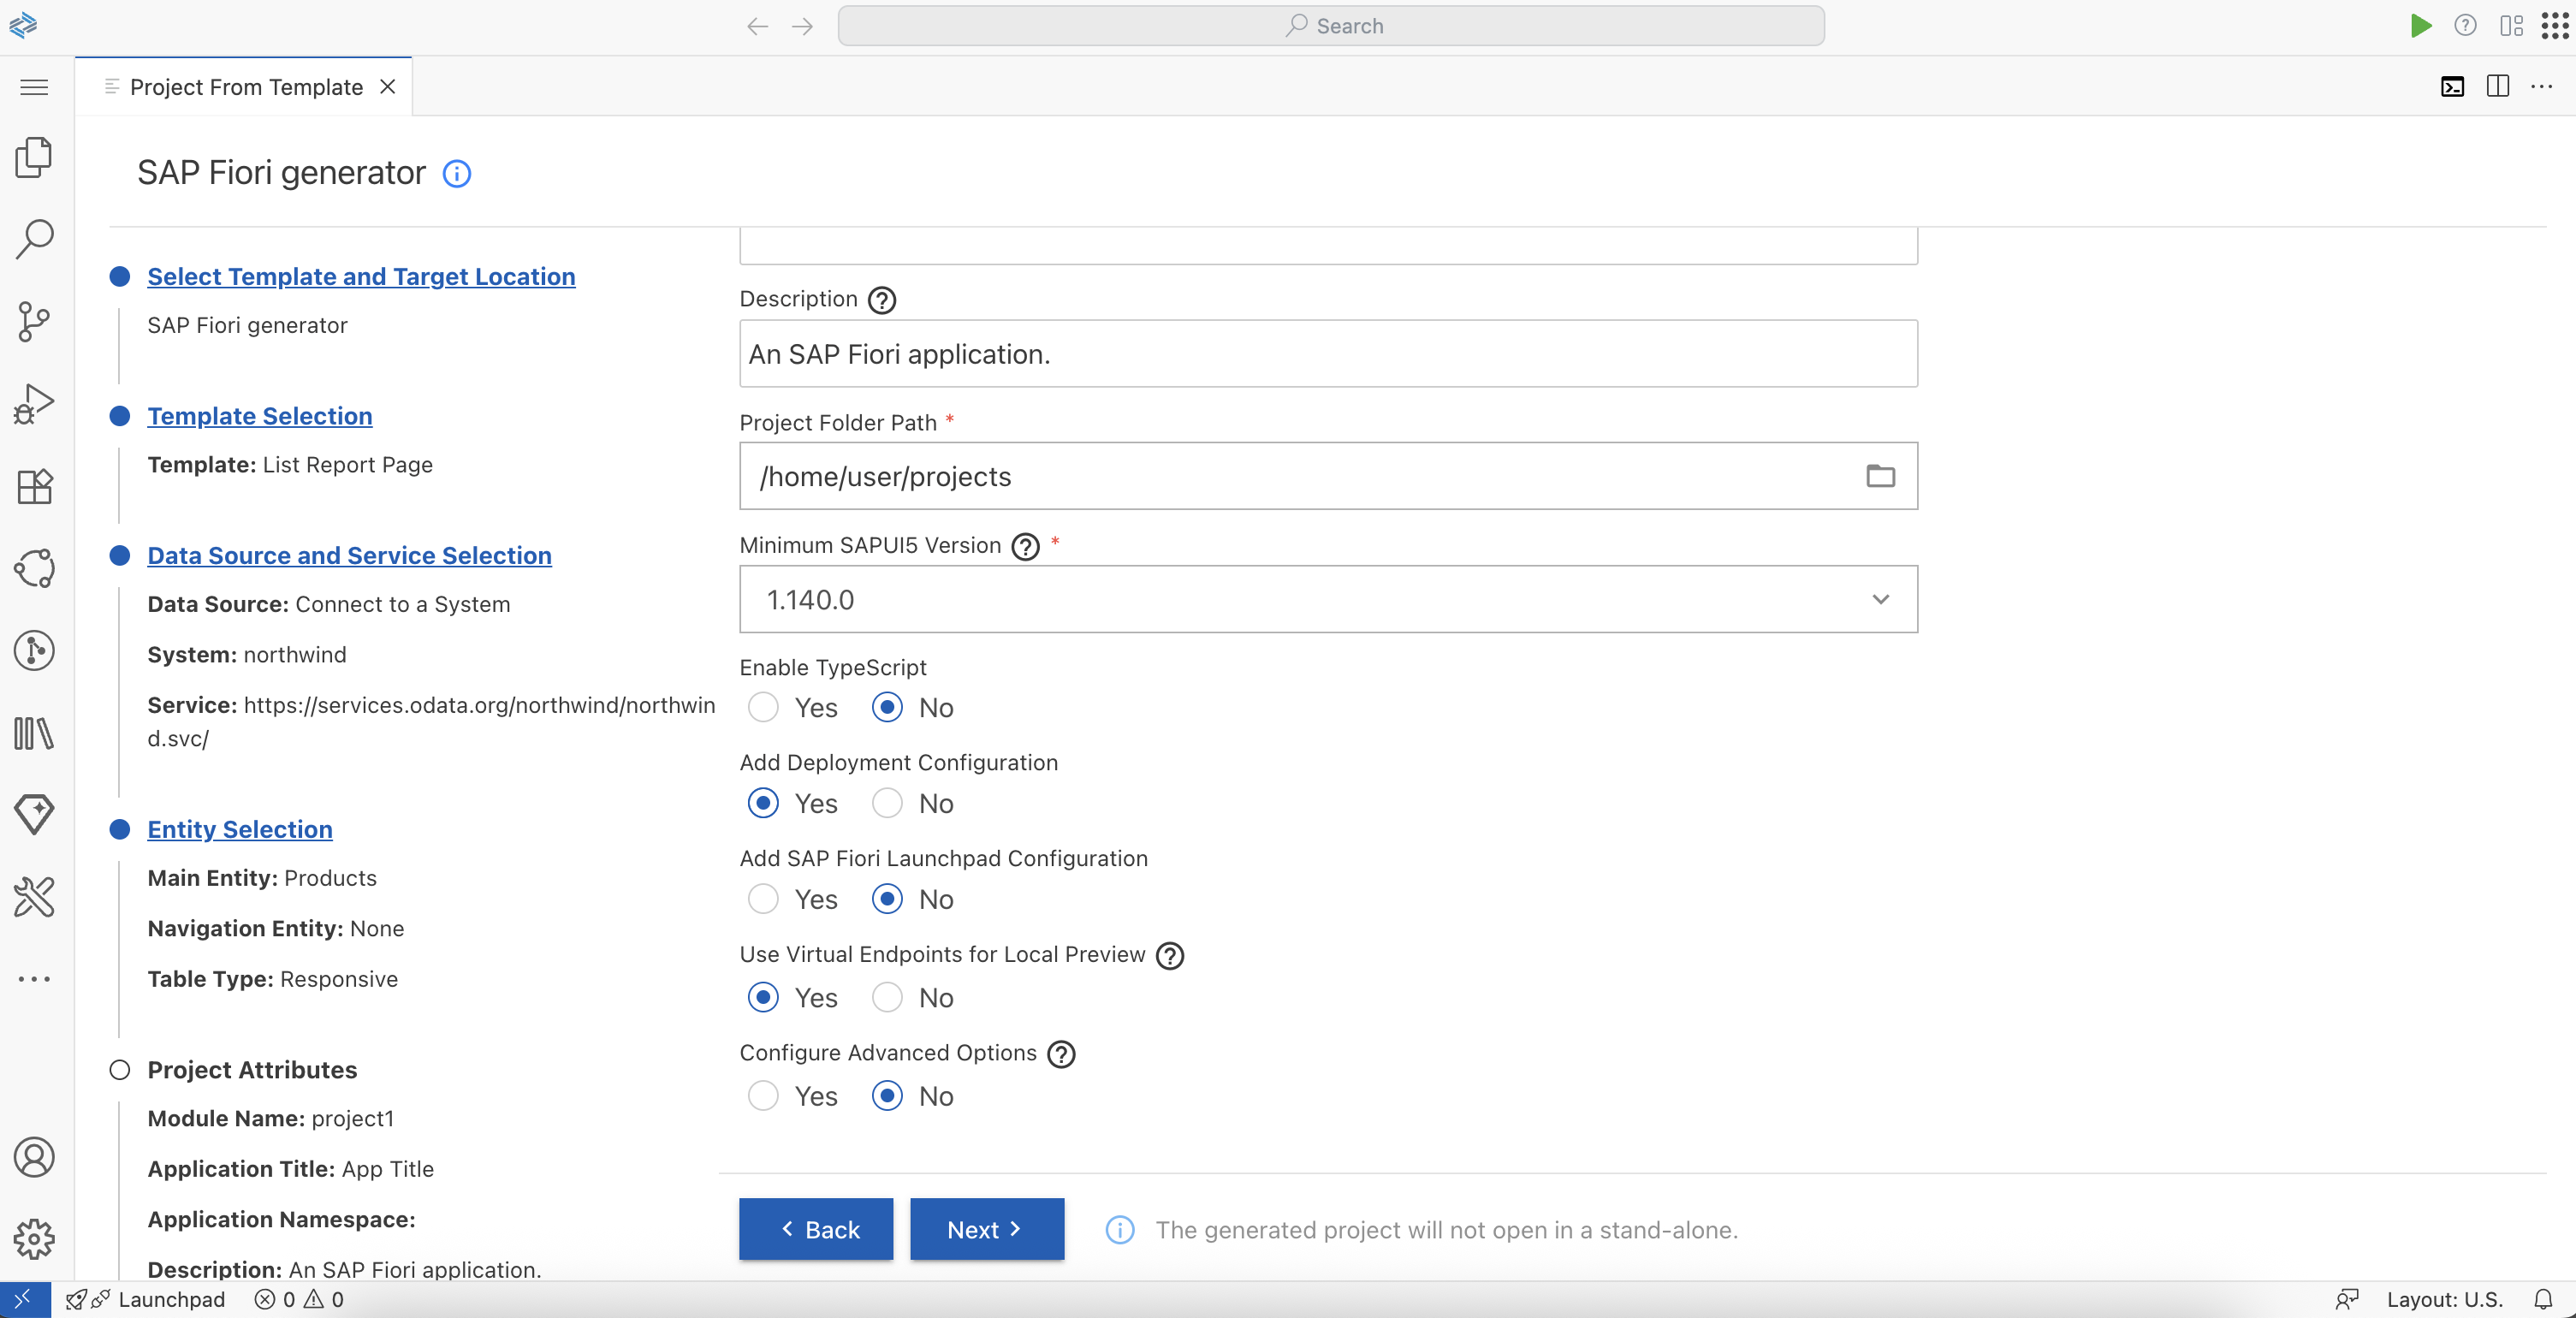 Search
Project From Template
SAP Fiori generator
Select Template and Target Location
SAP Fiori generator
Template Selection
Template: List Report Page
Data Source and Service Selection
Data Source: Connect to a System
System: northwind
Service: https://services.odata.org/northwind/northwin
d.svc/
Entity Selection
Main Entity: Products
Navigation Entity: None
Table Type: Responsive
Project Attributes
Module Name: project1
Application Title: App Title
Application Namespace:
Description: An SAP Fiori application.
Description
An SAP Fiori application.
Project Folder Path *
/home/user/projects
Minimum SAPUI5 Version *
1.140.0
Enable TypeScript
Yes No
Add Deployment Configuration
Yes No
Add SAP Fiori Launchpad Configuration
Yes No
Use Virtual Endpoints for Local Preview
Yes No
Configure Advanced Options
Yes No
Back Next The generated project will not open in a stand-alone.
Launchpad 0 0 Layout: U.S.